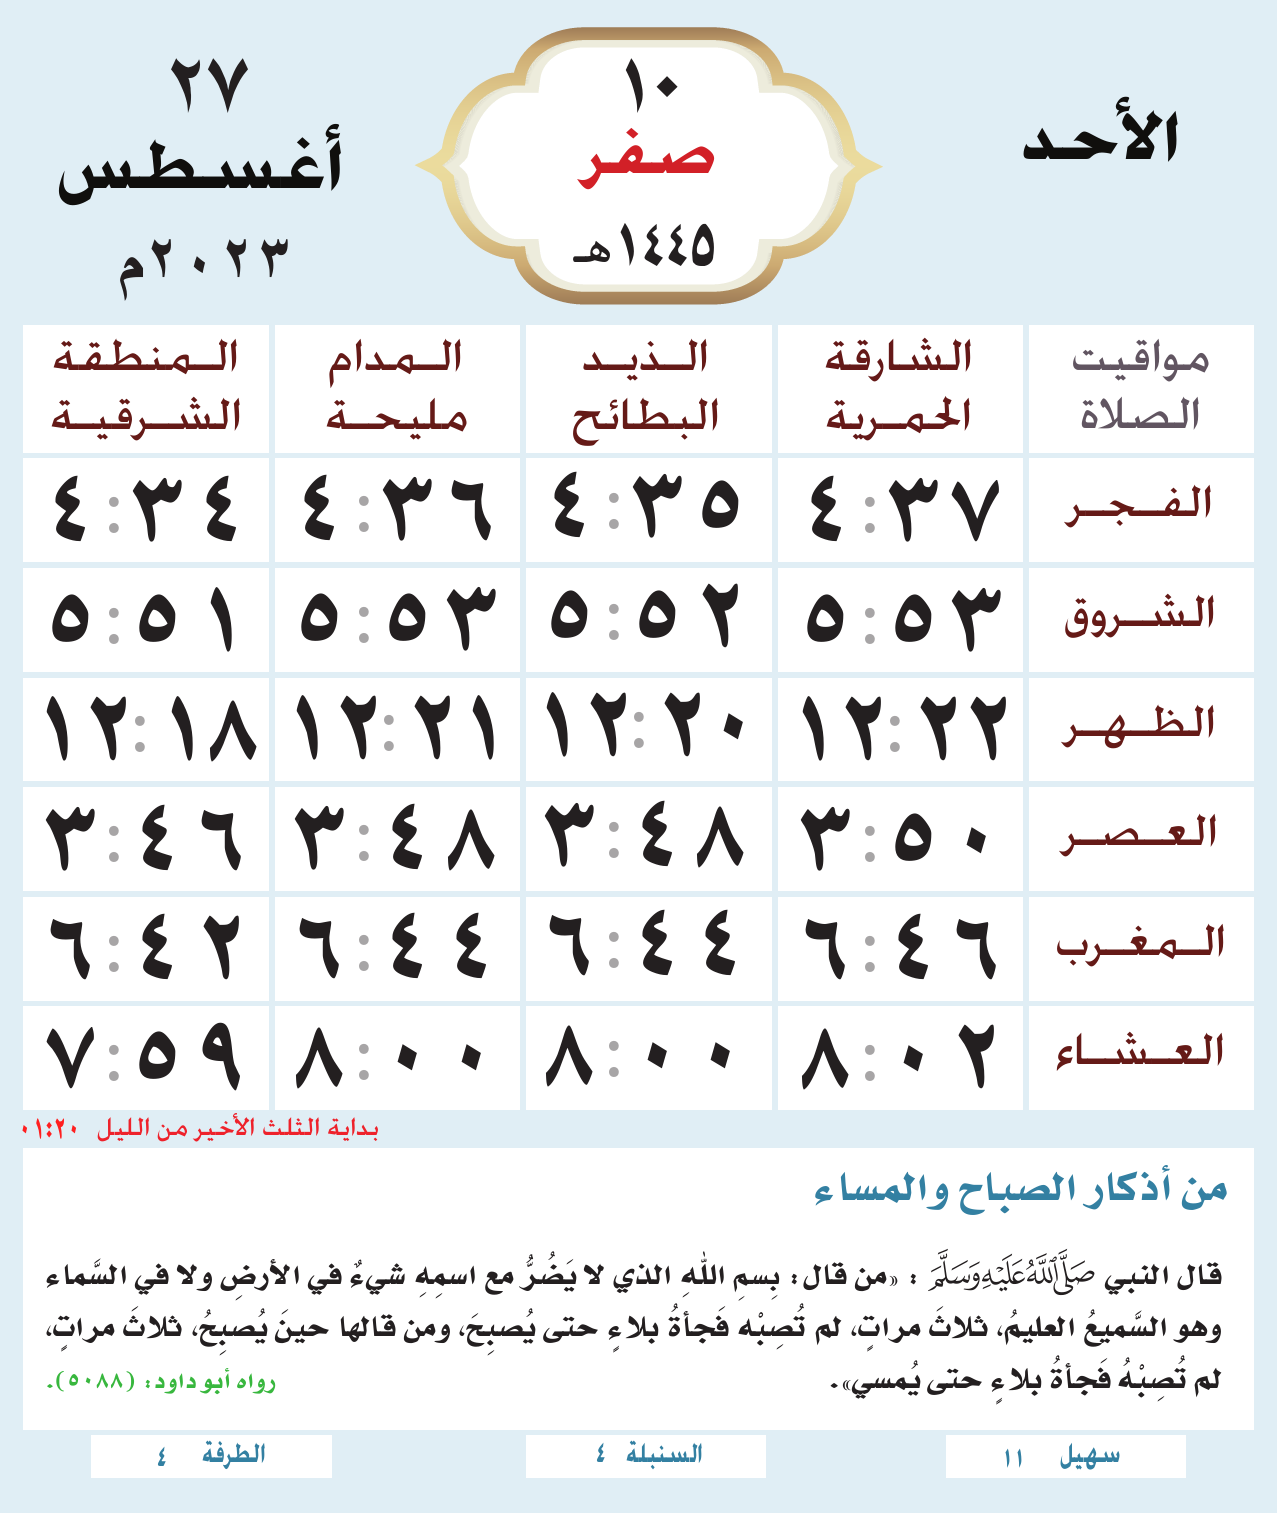 الأحد
١٠
صفر
١٤٤٥هـ
٢٧
أغسطس
٢٠٢٣م
مواقيت الصلاة | الشارقة الحمرية | الذيد البطائح | المدام مليحة | المنطقة الشرقية
الفجر | ٤:٣٧ | ٤:٣٥ | ٤:٣٦ | ٤:٣٤
الشروق | ٥:٥٣ | ٥:٥٢ | ٥:٥٣ | ٥:٥١
الظهر | ١٢:٢٢ | ١٢:٢٠ | ١٢:٢١ | ١٢:١٨
العصر | ٣:٥٠ | ٣:٤٨ | ٣:٤٨ | ٣:٤٦
المغرب | ٦:٤٦ | ٦:٤٤ | ٦:٤٤ | ٦:٤٢
العشاء | ٨:٠٢ | ٨:٠٠ | ٨:٠٠ | ٧:٥٩
بداية الثلث الأخير من الليل ٠١:٢٠
من أذكار الصباح والمساء
قال النبي صَلَّى اللَّهُ عَلَيْهِ وَسَلَّمَ : «من قال: بِسمِ اللهِ الذي لا يَضُرُّ مع اسمِهِ شيءٌ في الأرضِ ولا في السَّماء
وهو السَّميعُ العليمُ، ثلاثَ مراتٍ، لم تُصِبْه فَجأةُ بلاءٍ حتى يُصبِحَ، ومن قالها حينَ يُصبِحُ، ثلاثَ مراتٍ،
لم تُصِبْهُ فَجأةُ بلاءٍ حتى يُمسي». رواه أبو داود: (٥٠٨٨).
سهيل ١١
السنبلة ٤
الطرفة ٤